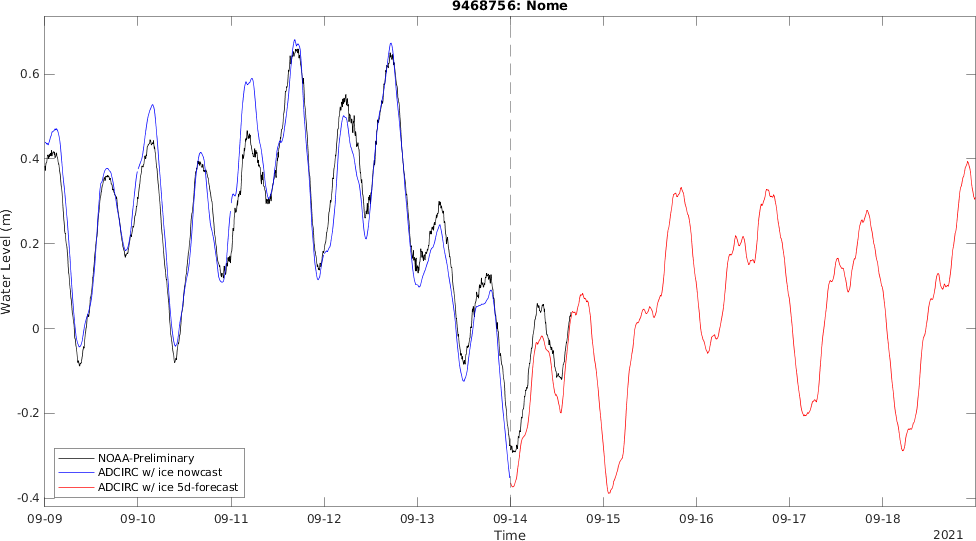 9468756: Nome
Water Level (m)
0.6
0.4
0.2
0
-0.2
-0.4
NOAA-Preliminary
ADCIRC w/ ice nowcast
ADCIRC w/ ice 5d-forecast
09-09 09-10 09-11 09-12 09-13 09-14 09-15 09-16 09-17 09-18
Time
2021